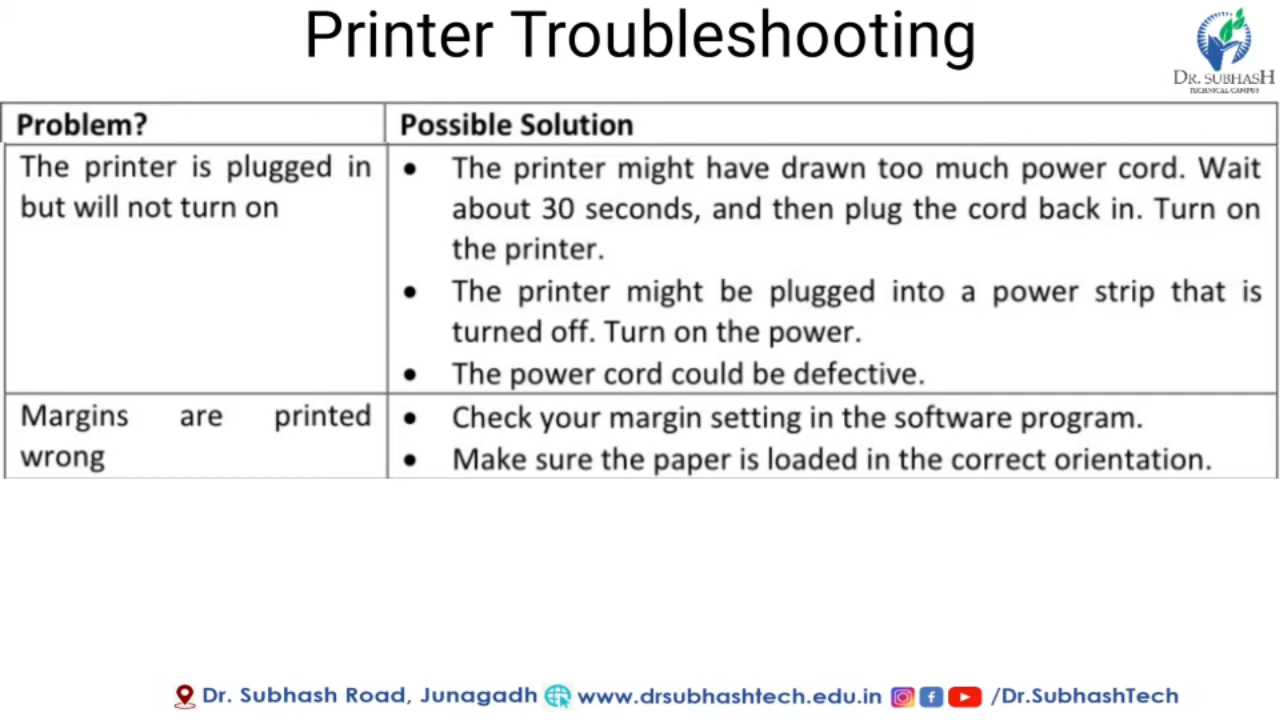 Printer Troubleshooting
DR. SUBHASH
TECHNICAL CAMPUS
Problem?
Possible Solution
The printer is plugged in
but will not turn on
• The printer might have drawn too much power cord. Wait
about 30 seconds, and then plug the cord back in. Turn on
the printer.
• The printer might be plugged into a power strip that is
turned off. Turn on the power.
• The power cord could be defective.
Margins are printed
wrong
• Check your margin setting in the software program.
• Make sure the paper is loaded in the correct orientation.
Dr. Subhash Road, Junagadh www.drsubhashtech.edu.in /Dr.SubhashTech